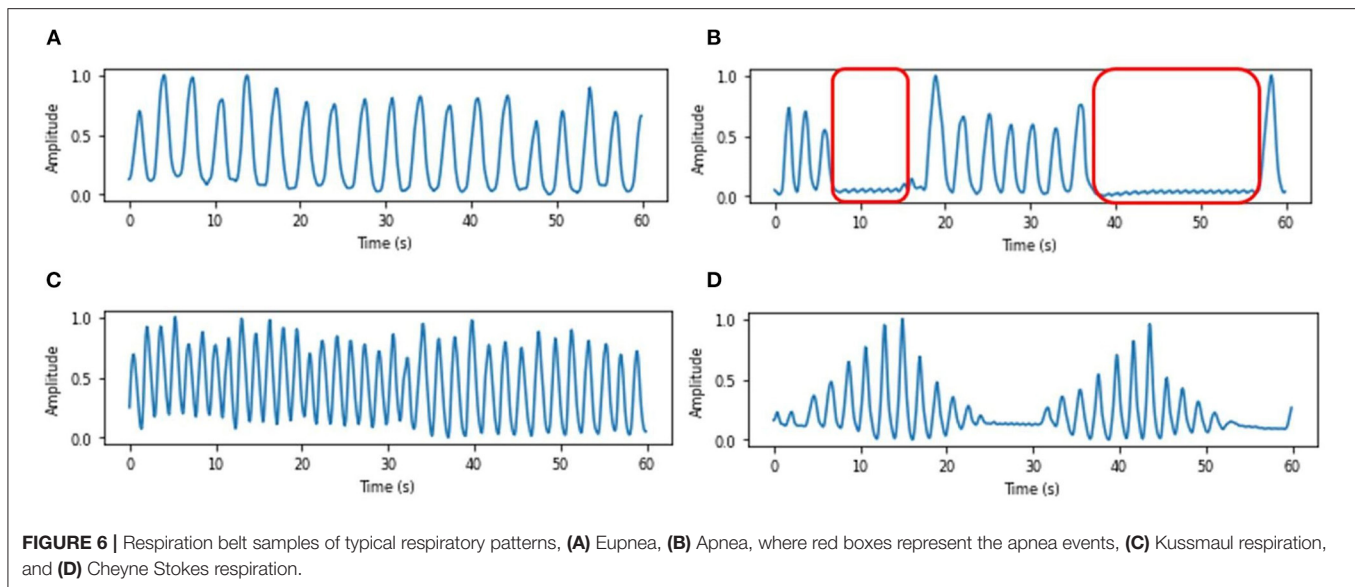 A
B
1.0
0.5
0.0
Amplitude
0 10 20 30 40 50 60
Time (s)
1.0
0.5
0.0
Amplitude
0 10 20 30 40 50 60
Time (s)
C
D
1.0
0.5
0.0
Amplitude
0 10 20 30 40 50 60
Time (s)
1.0
0.5
0.0
Amplitude
0 10 20 30 40 50 60
Time (s)
FIGURE 6 | Respiration belt samples of typical respiratory patterns, (A) Eupnea, (B) Apnea, where red boxes represent the apnea events, (C) Kussmaul respiration,
and (D) Cheyne Stokes respiration.